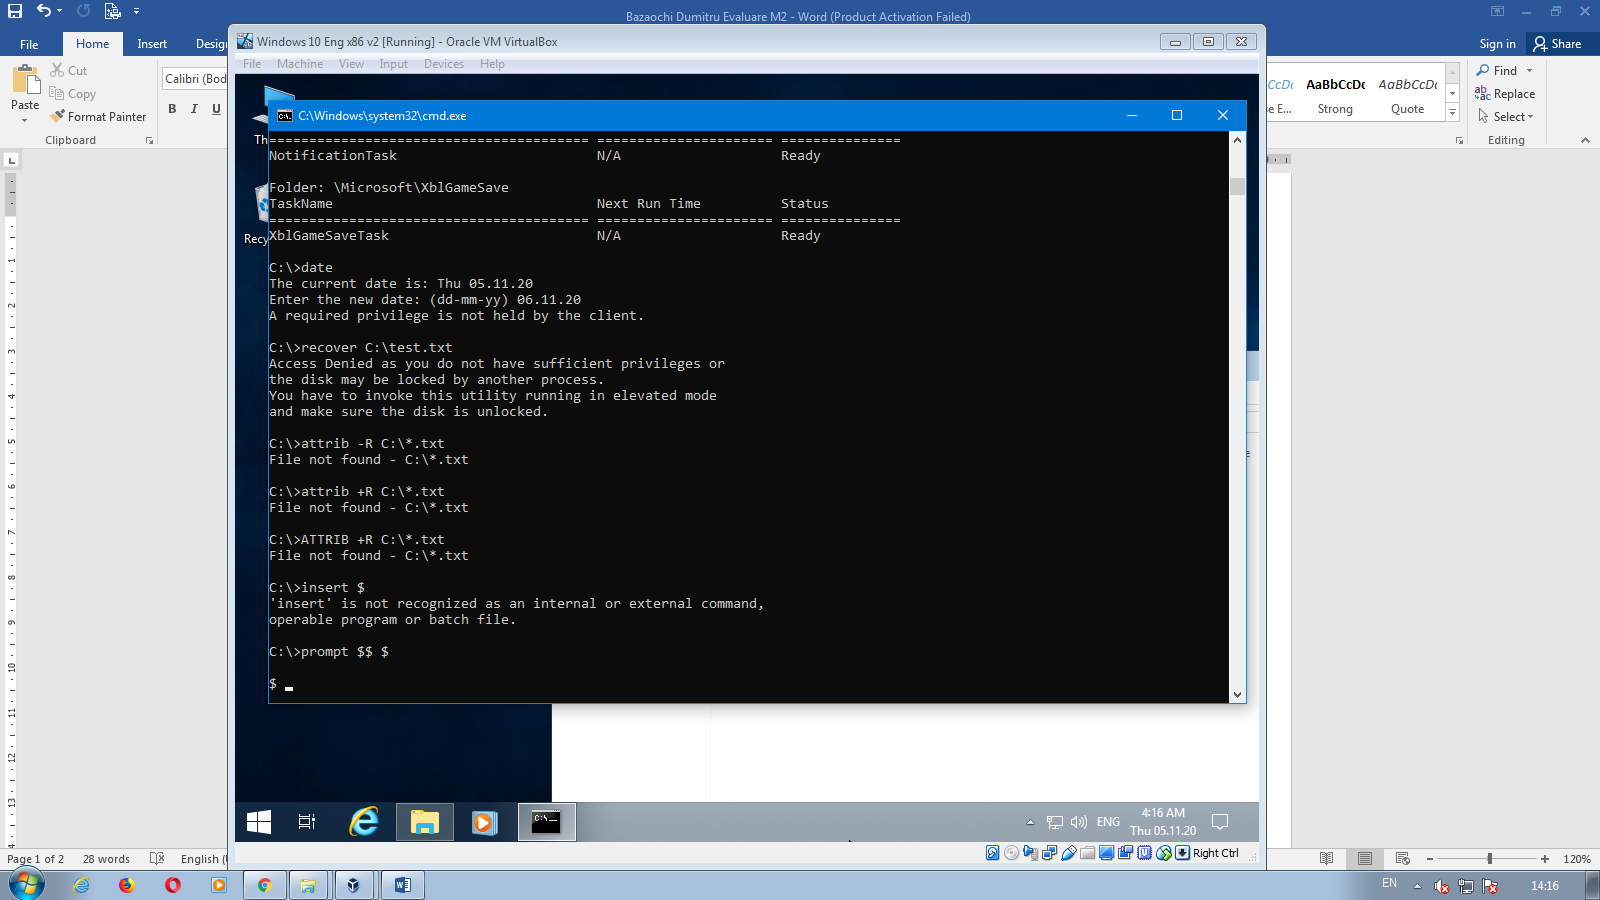 Bazaochi Dumitru Evaluare M2 - Word (Product Activation Failed)
File Home Insert Desig Sign in Share
Windows 10 Eng x86 v2 [Running] - Oracle VM VirtualBox
File Machine View Input Devices Help
Cut
Copy
Format Painter
Paste
Clipboard
Calibri (Bod
B I U
AaBbCcDc AaBbCcDc
Strong Quote
Find
Replace
Select
Editing
C:\Windows\system32\cmd.exe
======================================== ====================== ===============
NotificationTask N/A Ready
Folder: \Microsoft\XblGameSave
TaskName Next Run Time Status
======================================== ====================== ===============
XblGameSaveTask N/A Ready
C:\>date
The current date is: Thu 05.11.20
Enter the new date: (dd-mm-yy) 06.11.20
A required privilege is not held by the client.
C:\>recover C:\test.txt
Access Denied as you do not have sufficient privileges or
the disk may be locked by another process.
You have to invoke this utility running in elevated mode
and make sure the disk is unlocked.
C:\>attrib -R C:\*.txt
File not found - C:\*.txt
C:\>attrib +R C:\*.txt
File not found - C:\*.txt
C:\>ATTRIB +R C:\*.txt
File not found - C:\*.txt
C:\>insert $
'insert' is not recognized as an internal or external command,
operable program or batch file.
C:\>prompt $$ $
$
Th
Recy
ENG
4:16 AM
Thu 05.11.20
Right Ctrl
Page 1 of 2 28 words English (
120%
EN
14:16